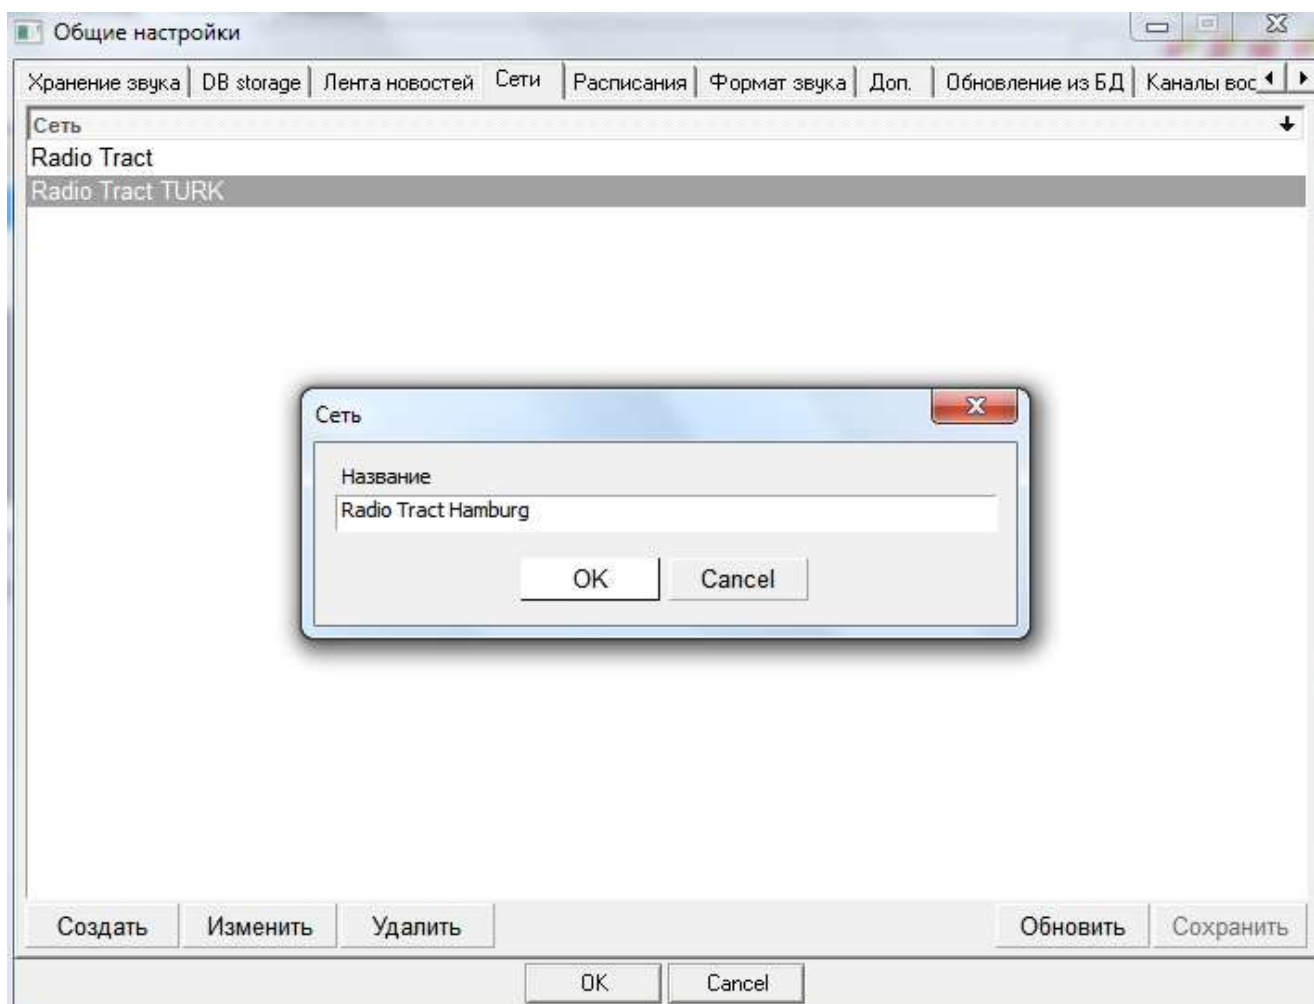 Общие настройки
Хранение звука DB storage Лента новостей Сети Расписания Формат звука Доп. Обновление из БД Каналы вос
Сеть
Radio Tract
Radio Tract TURK
Сеть
Название
Radio Tract Hamburg
OK Cancel
Создать Изменить Удалить Обновить Сохранить
OK Cancel